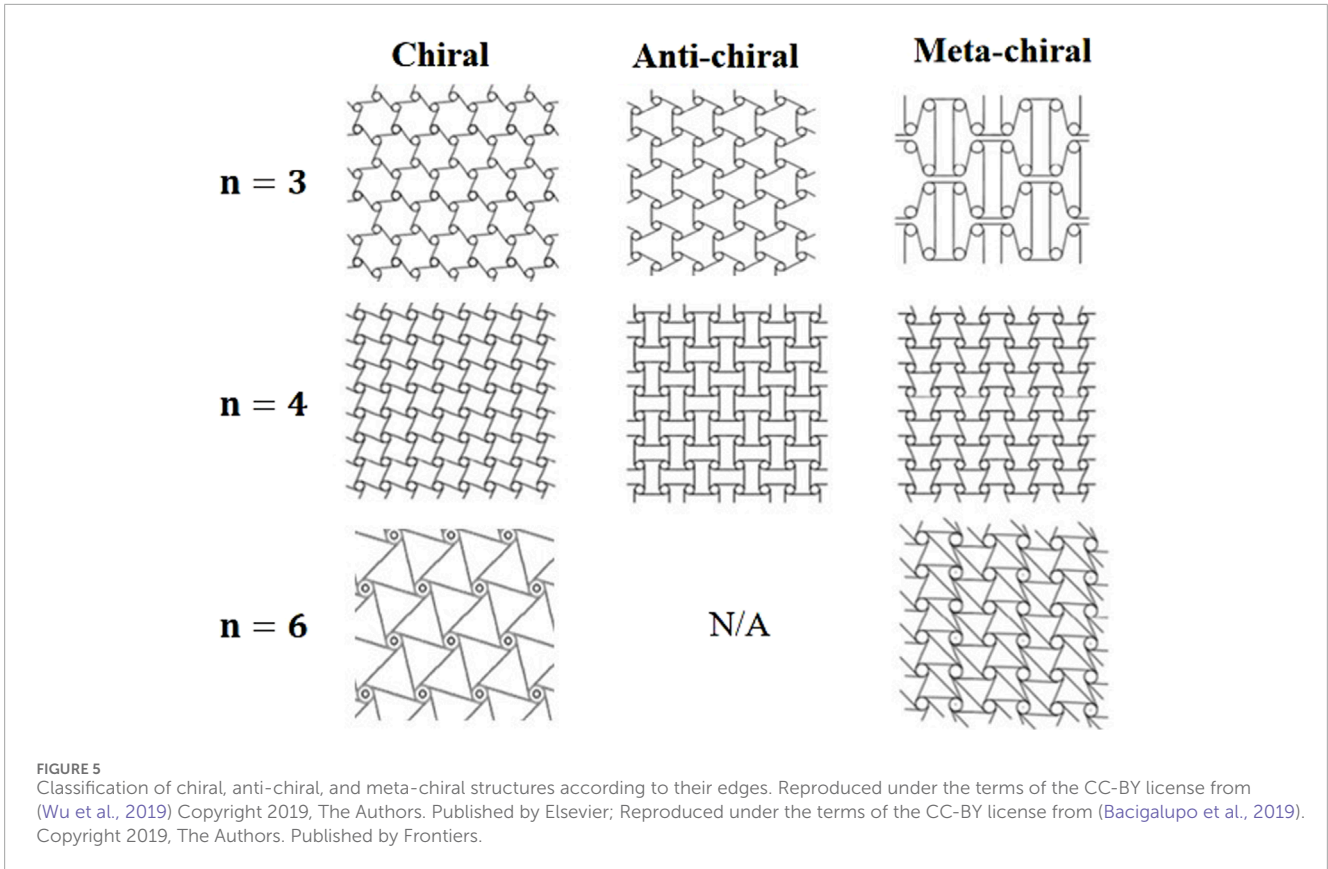 Chiral Anti-chiral Meta-chiral
n = 3
n = 4
n = 6 N/A
FIGURE 5
Classification of chiral, anti-chiral, and meta-chiral structures according to their edges. Reproduced under the terms of the CC-BY license from
(Wu et al., 2019) Copyright 2019, The Authors. Published by Elsevier; Reproduced under the terms of the CC-BY license from (Bacigalupo et al., 2019).
Copyright 2019, The Authors. Published by Frontiers.